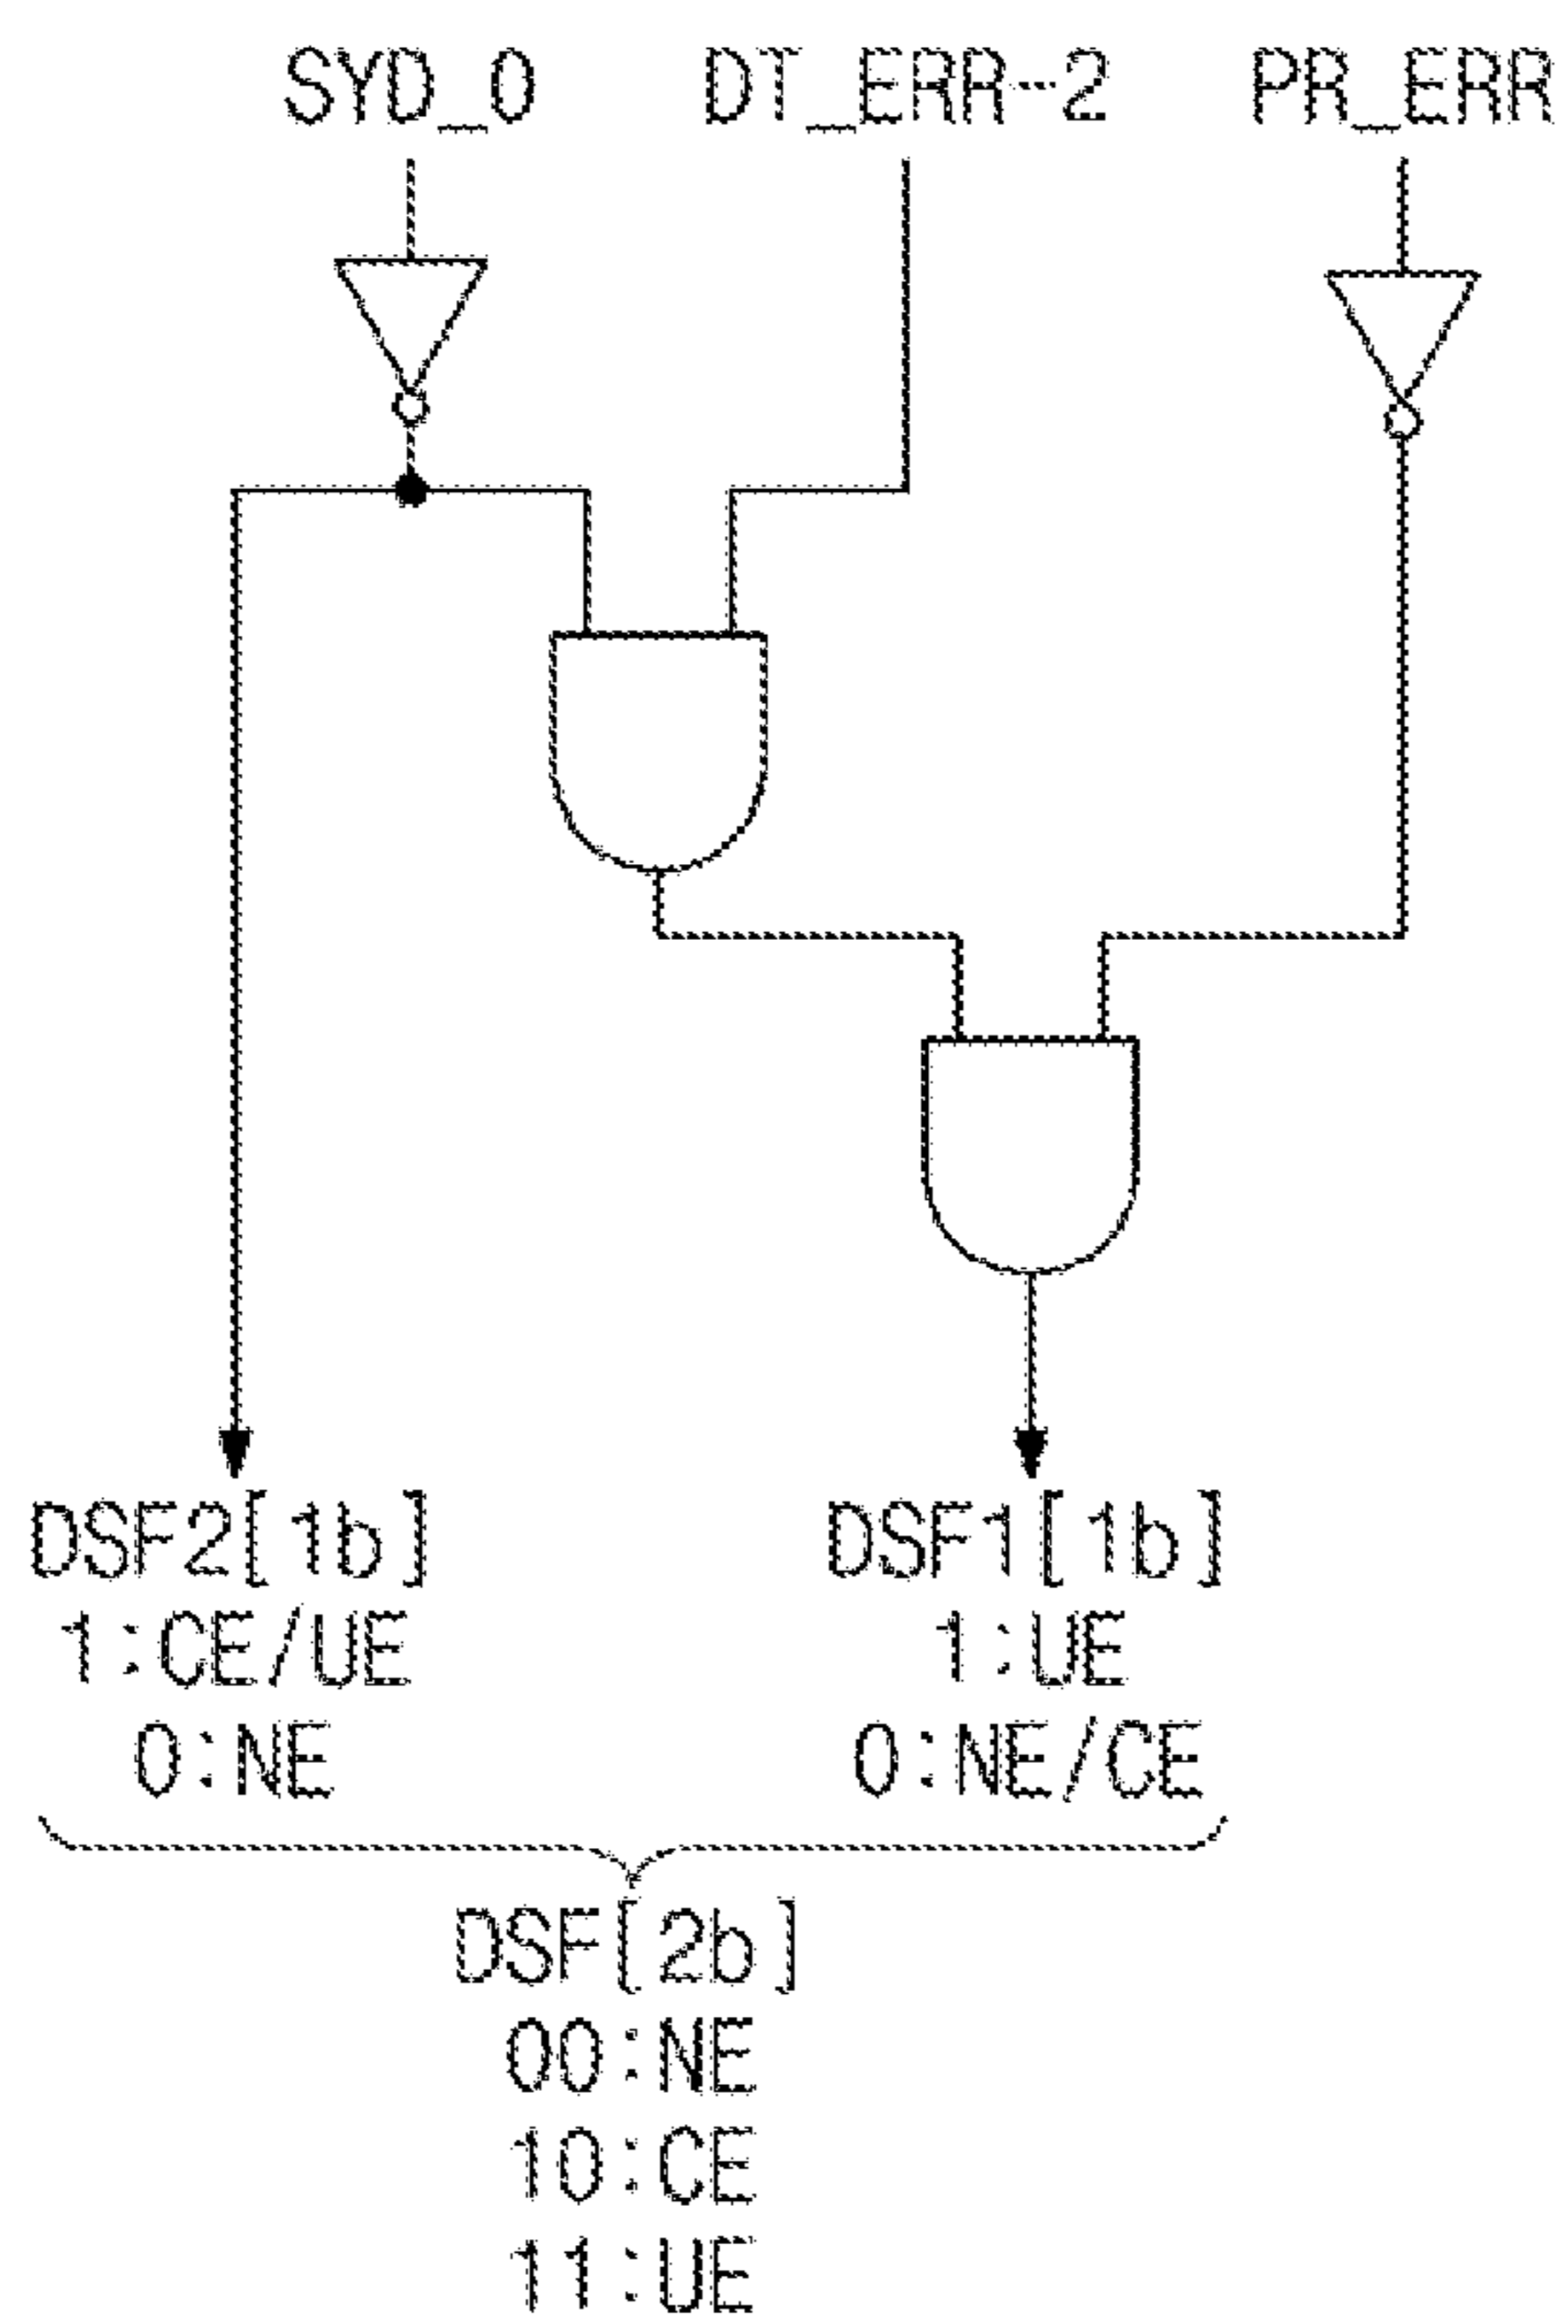 SYD_0 DT_ERR-2 PR_ERR
DSF2[1b] DSF1[1b]
1:CE/UE 1:UE
0:NE 0:NE/CE
DSF[2b]
00:NE
10:CE
11:UE